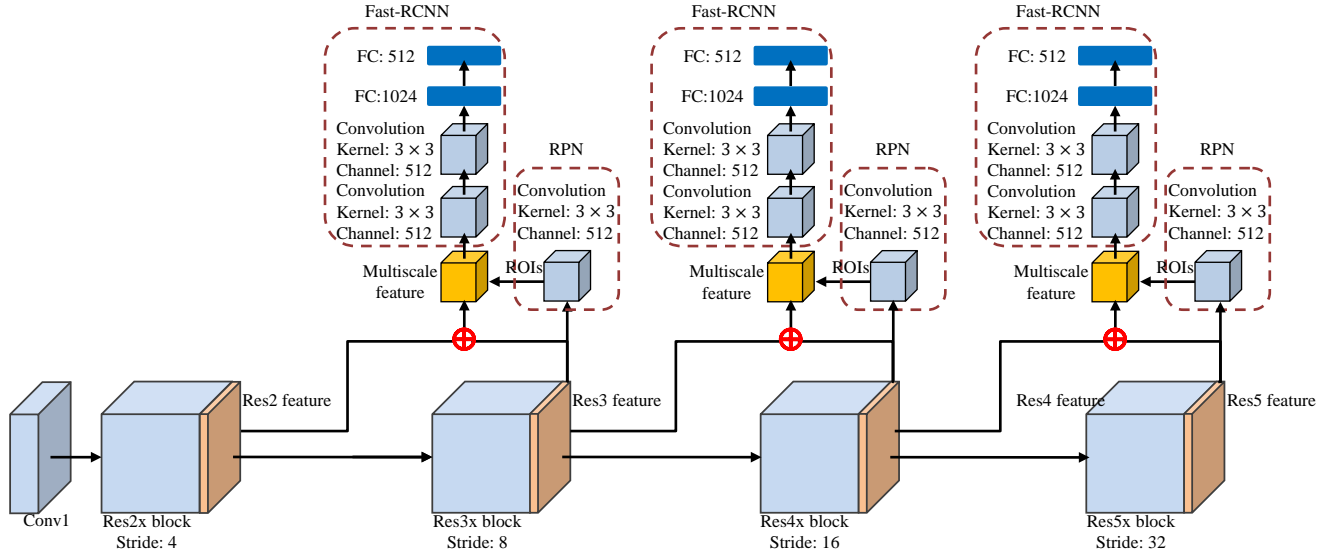 Fast-RCNN
FC: 512
FC:1024
Convolution
Kernel: 3 × 3
Channel: 512
Convolution
Kernel: 3 × 3
Channel: 512
RPN
Convolution
Kernel: 3 × 3
Channel: 512
Multiscale
feature
ROIs
Fast-RCNN
FC: 512
FC:1024
Convolution
Kernel: 3 × 3
Channel: 512
Convolution
Kernel: 3 × 3
Channel: 512
RPN
Convolution
Kernel: 3 × 3
Channel: 512
Multiscale
feature
ROIs
Fast-RCNN
FC: 512
FC:1024
Convolution
Kernel: 3 × 3
Channel: 512
Convolution
Kernel: 3 × 3
Channel: 512
RPN
Convolution
Kernel: 3 × 3
Channel: 512
Multiscale
feature
ROIs
Res2 feature
Res3 feature
Res4 feature
Res5 feature
Conv1
Res2x block
Stride: 4
Res3x block
Stride: 8
Res4x block
Stride: 16
Res5x block
Stride: 32